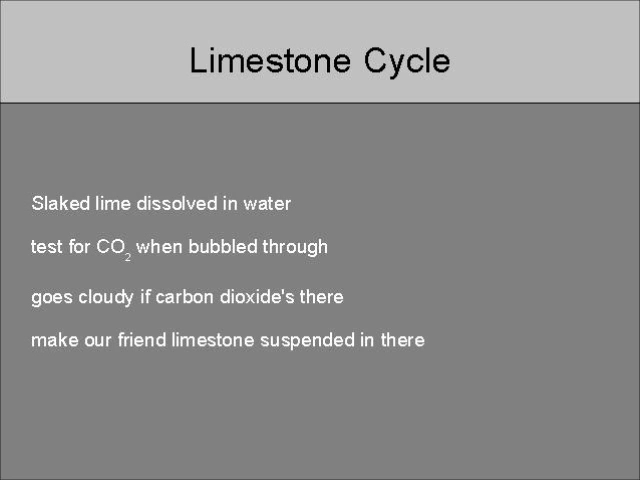 Limestone Cycle
Slaked lime dissolved in water
test for CO₂ when bubbled through
goes cloudy if carbon dioxide's there
make our friend limestone suspended in there